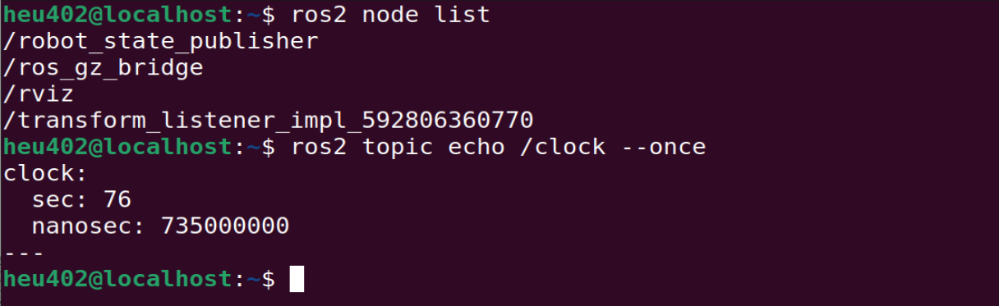 heu402@localhost:~$ ros2 node list
/robot_state_publisher
/ros_gz_bridge
/rviz
/transform_listener_impl_592806360770
heu402@localhost:~$ ros2 topic echo /clock --once
clock:
  sec: 76
  nanosec: 735000000
---
heu402@localhost:~$